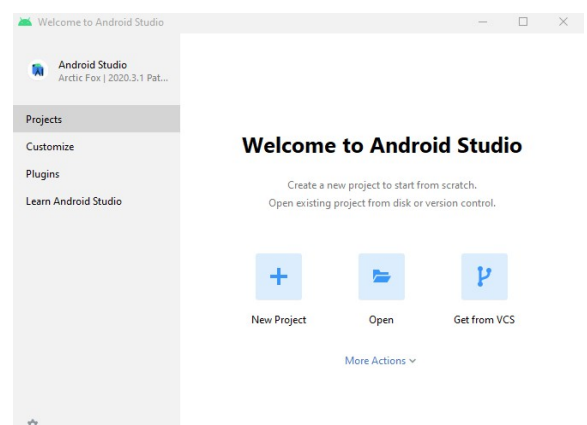 Welcome to Android Studio
Android Studio
Arctic Fox | 2020.3.1 Pat...
Projects
Customize
Plugins
Learn Android Studio
Welcome to Android Studio
Create a new project to start from scratch.
Open existing project from disk or version control.
New Project
Open
Get from VCS
More Actions